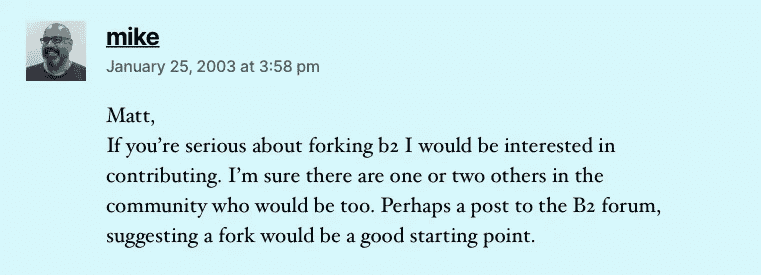 mike
January 25, 2003 at 3:58 pm
Matt,
If you’re serious about forking b2 I would be interested in
contributing. I’m sure there are one or two others in the
community who would be too. Perhaps a post to the B2 forum,
suggesting a fork would be a good starting point.